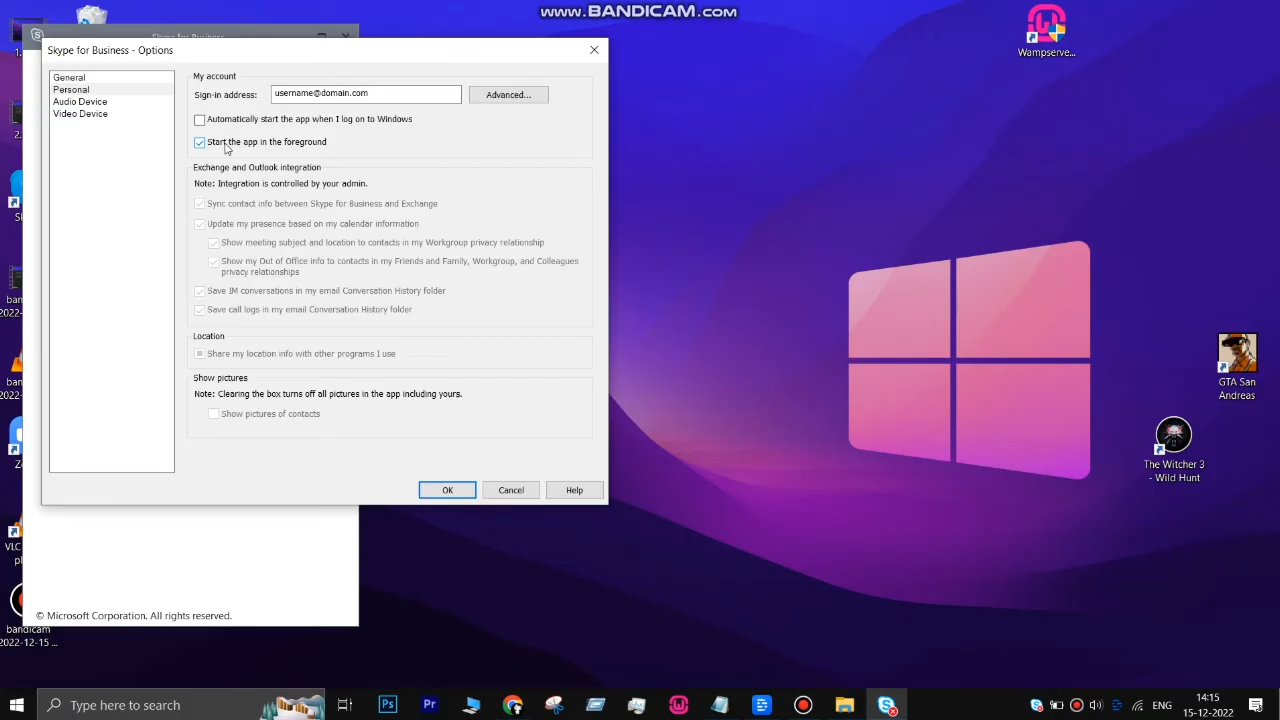 www.BANDICAM.com
Skype for Business
Skype for Business - Options
General
Personal
Audio Device
Video Device
My account
Sign-in address:
username@domain.com
Advanced...
Automatically start the app when I log on to Windows
Start the app in the foreground
Exchange and Outlook integration
Note: Integration is controlled by your admin.
Sync contact info between Skype for Business and Exchange
Update my presence based on my calendar information
Show meeting subject and location to contacts in my Workgroup privacy relationship
Show my Out of Office info to contacts in my Friends and Family, Workgroup, and Colleagues
privacy relationships
Save IM conversations in my email Conversation History folder
Save call logs in my email Conversation History folder
Location
Share my location info with other programs I use
Show pictures
Note: Clearing the box turns off all pictures in the app including yours.
Show pictures of contacts
OK
Cancel
Help
© Microsoft Corporation. All rights reserved.
bandicam
2022-12-15 ...
Wampserve...
GTA San
Andreas
The Witcher 3
- Wild Hunt
Type here to search
Ps
Pr
14:15
15-12-2022